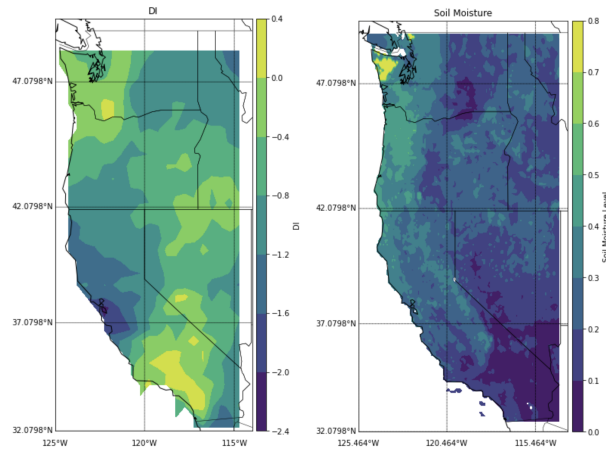 DI
0.4
0.0
−0.4
−0.8
−1.2
−1.6
−2.0
−2.4
DI
47.0798°N
42.0798°N
37.0798°N
32.0798°N
125°W
120°W
115°W
Soil Moisture
0.8
0.7
0.6
0.5
0.4
0.3
0.2
0.1
0.0
Soil Moisture Level
47.0798°N
42.0798°N
37.0798°N
32.0798°N
125.464°W
120.464°W
115.464°W